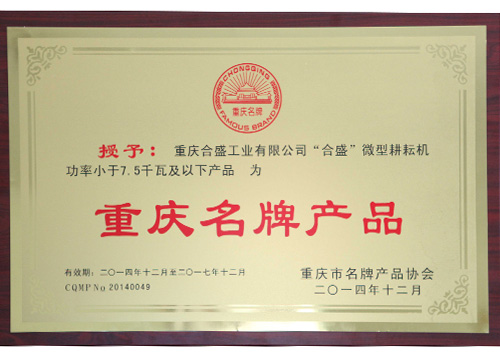 CHONGQING
重庆名牌
FAMOUS BRAND
授予：重庆合盛工业有限公司“合盛”微型耕耘机
功率小于7.5千瓦及以下产品 为
重庆名牌产品
有效期：二〇一四年十二月至二〇一七年十二月
重庆市名牌产品协会
CQMP No 20140049
二〇一四年十二月